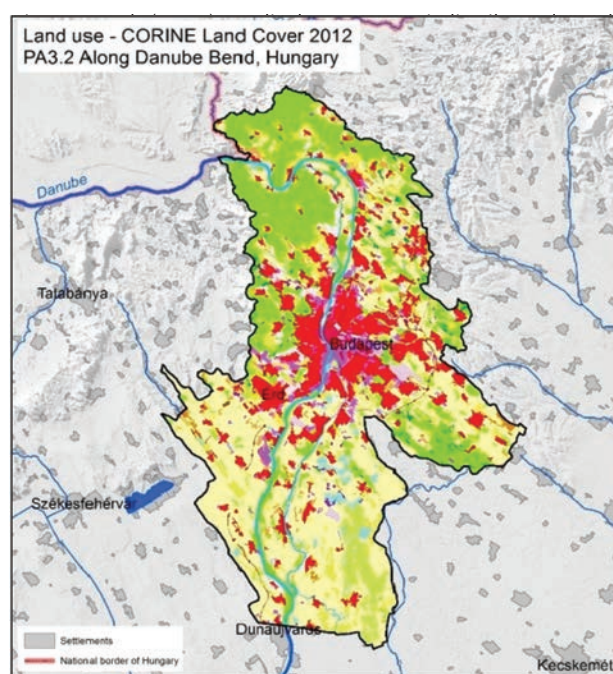 Land use - CORINE Land Cover 2012
PA3.2 Along Danube Bend, Hungary
Danube
Tatabánya
Budapest
Érd
Székesfehérvár
Dunaújváros
Settlements
National border of Hungary
Kecskemét